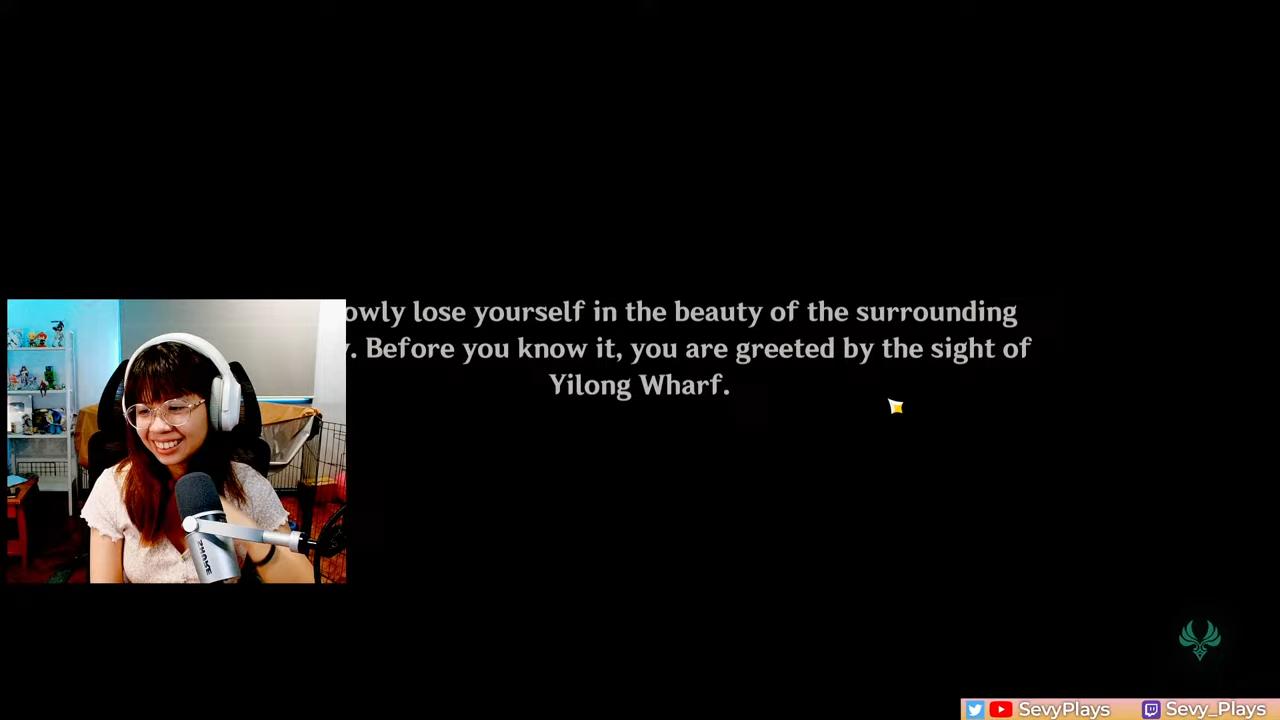 owly lose yourself in the beauty of the surrounding
. Before you know it, you are greeted by the sight of
Yilong Wharf.
SevyPlays Sevy_Plays